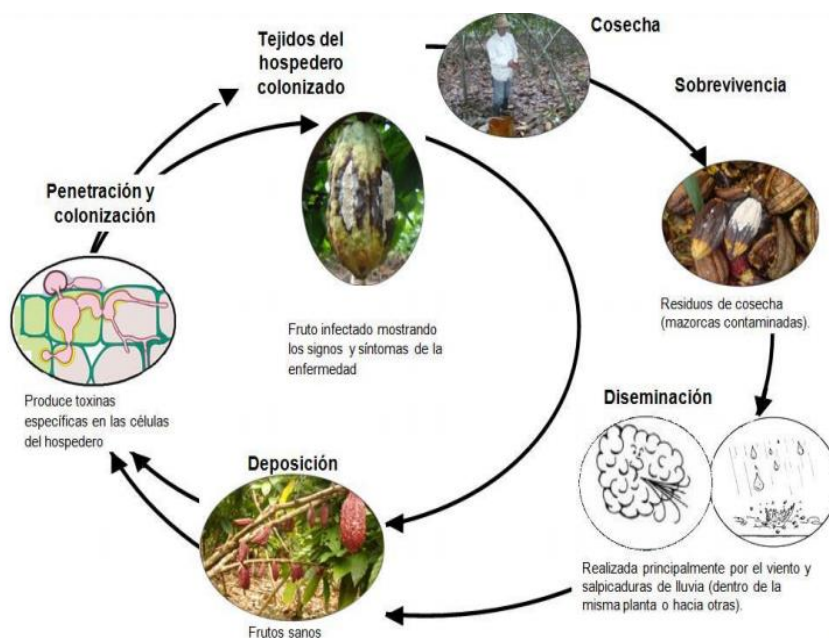 Cosecha
Tejidos del
hospedero
colonizado
Sobrevivencia
Penetración y
colonización
Residuos de cosecha
(mazorcas contaminadas).
Fruto infectado mostrando
los signos y síntomas de la
enfermedad
Diseminación
Produce toxinas
específicas en las células
del hospedero
Deposición
Realizada principalmente por el viento y
salpicaduras de lluvia (dentro de la
misma planta o hacia otras).
Frutos sanos